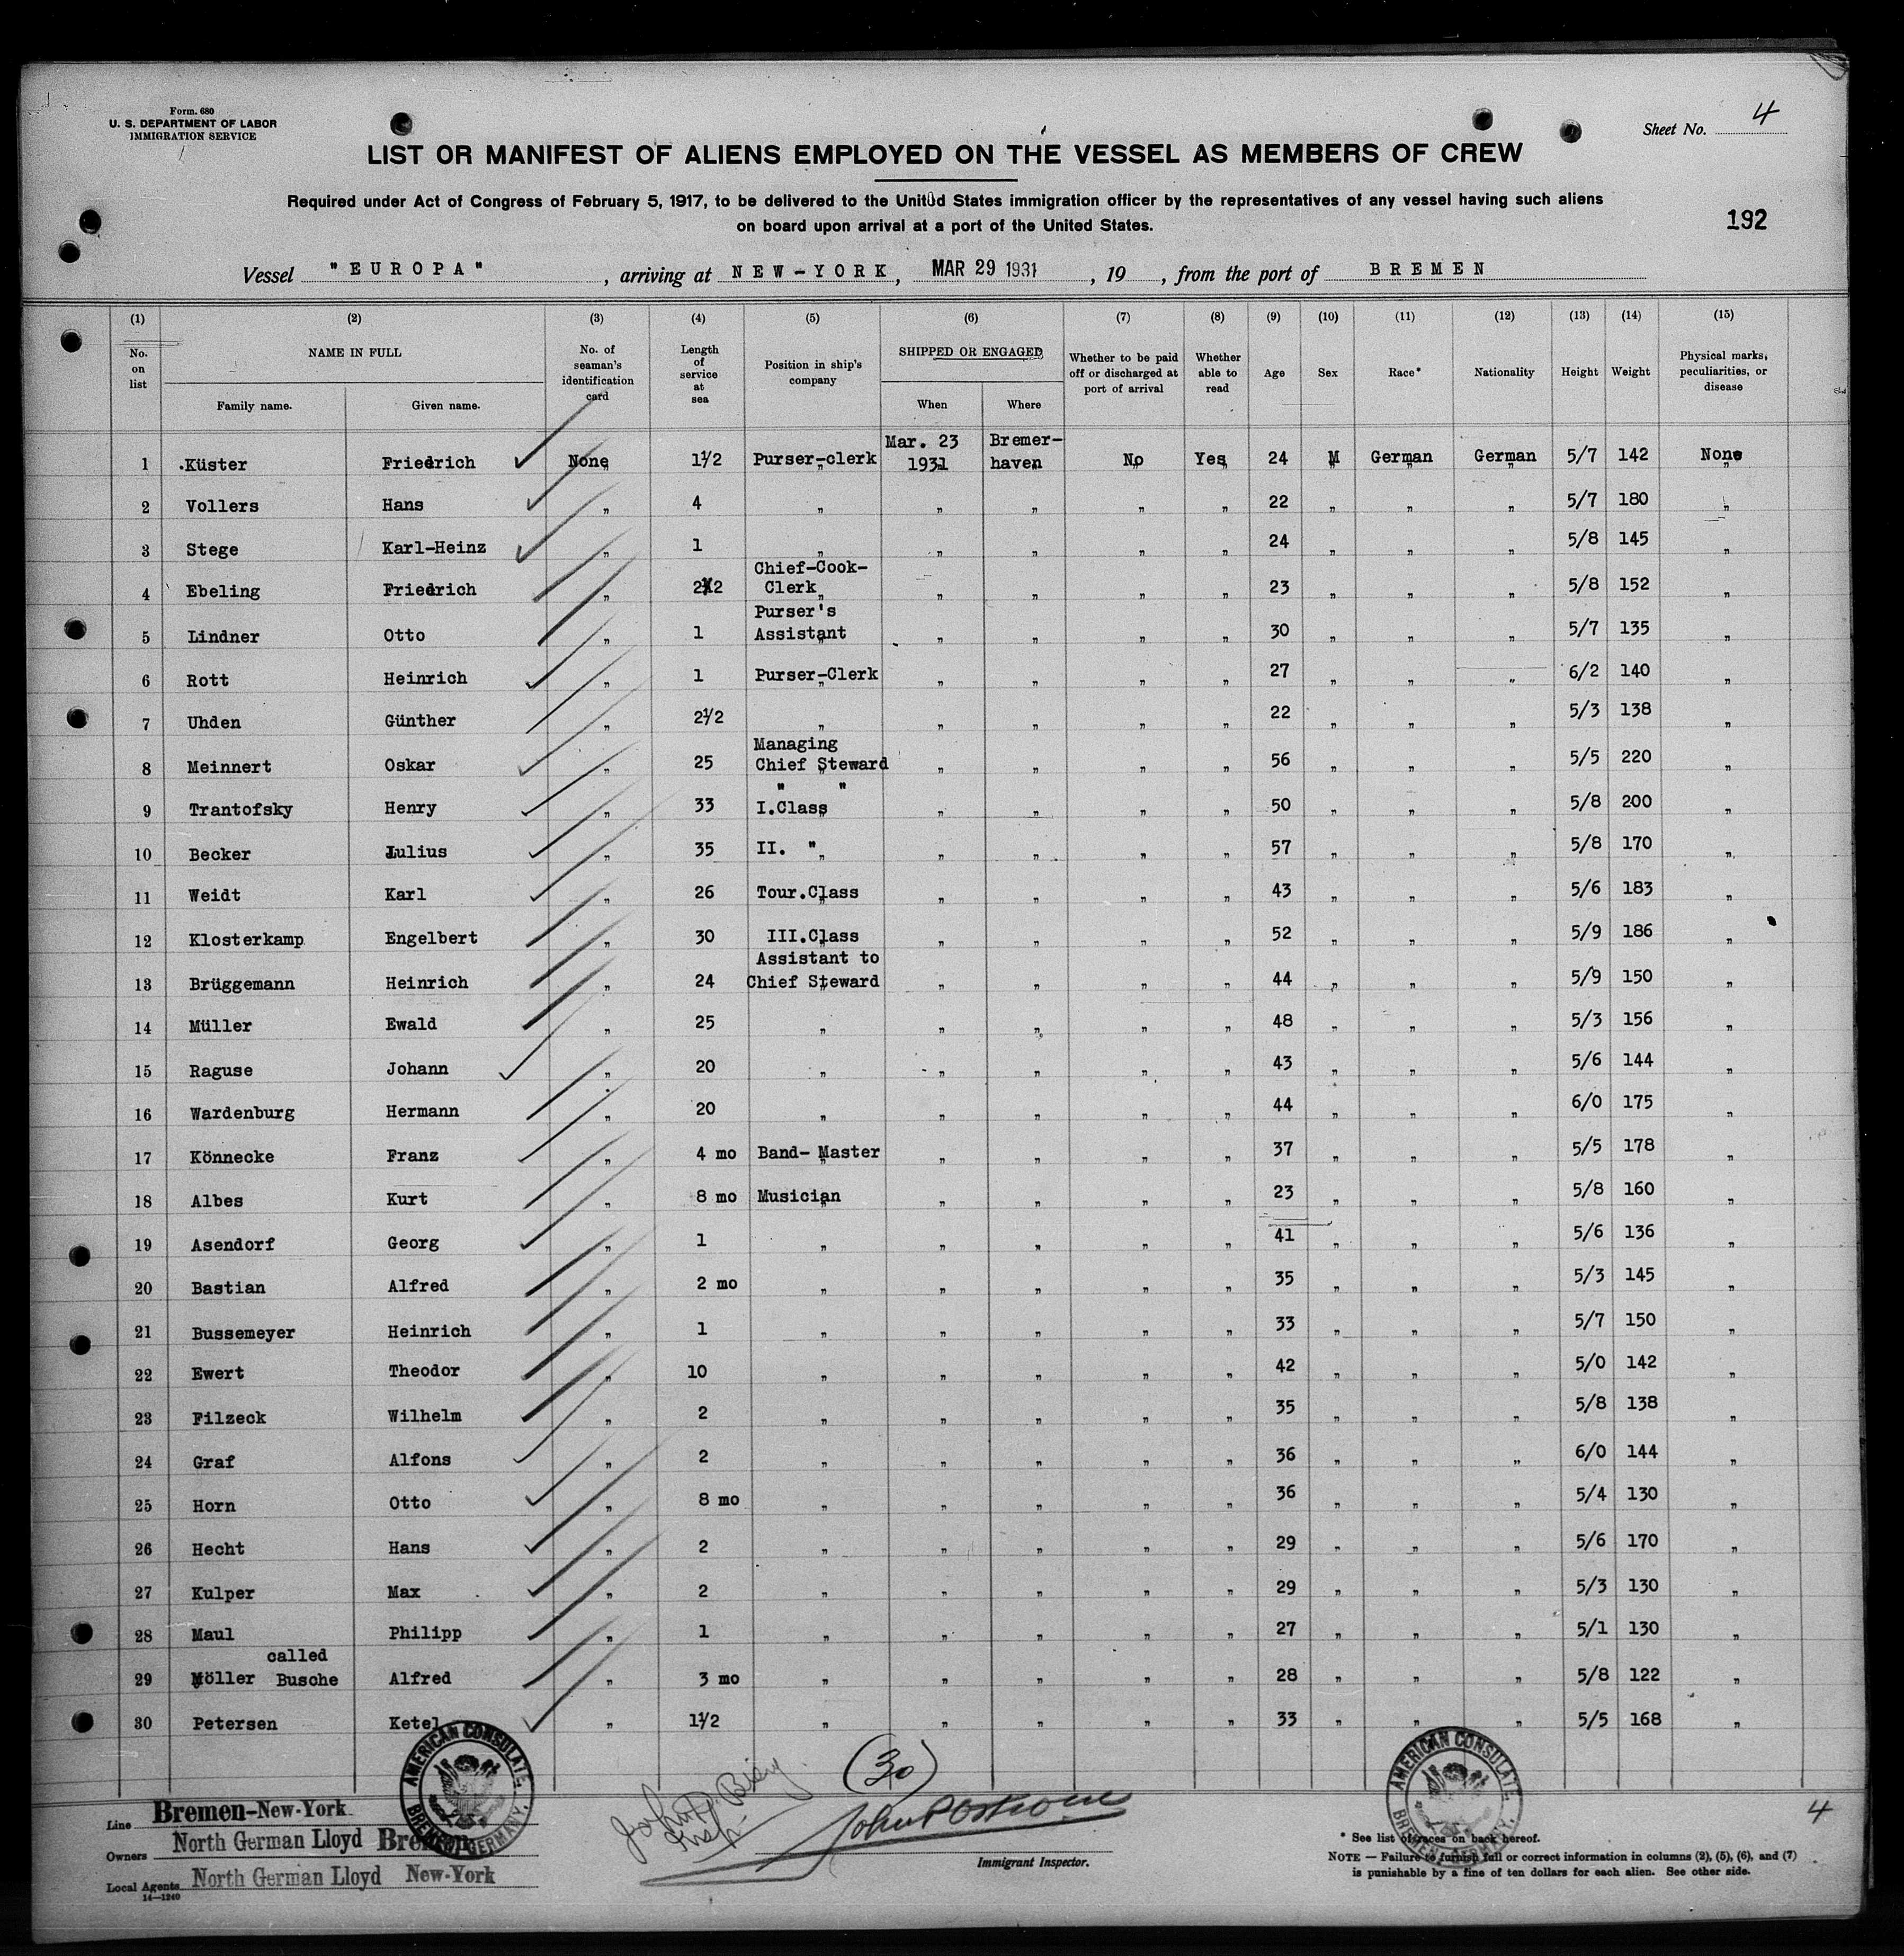 Form. 680
U. S. DEPARTMENT OF LABOR
IMMIGRATION SERVICE
Sheet No. 4
LIST OR MANIFEST OF ALIENS EMPLOYED ON THE VESSEL AS MEMBERS OF CREW
Required under Act of Congress of February 5, 1917, to be delivered to the United States immigration officer by the representatives of any vessel having such aliens
on board upon arrival at a port of the United States.
192
Vessel "EUROPA", arriving at NEW-YORK, MAR 29 1931, 19 , from the port of BREMEN
(1) (2) (3) (4) (5) (6) (7) (8) (9) (10) (11) (12) (13) (14) (15)
No. on list NAME IN FULL Family name. Given name. No. of seaman's identification card Length of service at sea Position in ship's company SHIPPED OR ENGAGED When Where Whether to be paid off or discharged at port of arrival Whether able to read Age Sex Race* Nationality Height Weight Physical marks, peculiarities, or disease
1 Küster Friedrich None 1½ Purser-clerk Mar. 23 1931 Bremer-haven No Yes 24 M German German 5/7 142 None
2 Vollers Hans " 4 " " " " " 22 " " " 5/7 180 "
3 Stege Karl-Heinz " 1 " " " " " 24 " " " 5/8 145 "
4 Ebeling Friedrich " 2½ Chief-Cook-Clerk " " " " 23 " " " 5/8 152 "
5 Lindner Otto " 1 Purser's Assistant " " " " 30 " " " 5/7 135 "
6 Rott Heinrich " 1 Purser-Clerk " " " " 27 " " " 6/2 140 "
7 Uhden Günther " 2½ " " " " " 22 " " " 5/3 138 "
8 Meinnert Oskar " 25 Managing Chief Steward " " " " 56 " " " 5/5 220 "
9 Trantofsky Henry " 33 " " I.Class " " " " 50 " " " 5/8 200 "
10 Becker Julius " 35 II. " " " " " 57 " " " 5/8 170 "
11 Weidt Karl " 26 Tour.Class " " " " 43 " " " 5/6 183 "
12 Klosterkamp Engelbert " 30 III.Class " " " " 52 " " " 5/9 186 "
13 Brüggemann Heinrich " 24 Assistant to Chief Steward " " " " 44 " " " 5/9 150 "
14 Müller Ewald " 25 " " " " " 48 " " " 5/3 156 "
15 Raguse Johann " 20 " " " " " 43 " " " 5/6 144 "
16 Wardenburg Hermann " 20 " " " " " 44 " " " 6/0 175 "
17 Könnecke Franz " 4 mo Band- Master " " " " 37 " " " 5/5 178 "
18 Albes Kurt " 8 mo Musician " " " " 23 " " " 5/8 160 "
19 Asendorf Georg " 1 " " " " " 41 " " " 5/6 136 "
20 Bastian Alfred " 2 mo " " " " " 35 " " " 5/3 145 "
21 Bussemeyer Heinrich " 1 " " " " " 33 " " " 5/7 150 "
22 Ewert Theodor " 10 " " " " " 42 " " " 5/0 142 "
23 Filzeck Wilhelm " 2 " " " " " 35 " " " 5/8 138 "
24 Graf Alfons " 2 " " " " " 36 " " " 6/0 144 "
25 Horn Otto " 8 mo " " " " " 36 " " " 5/4 130 "
26 Hecht Hans " 2 " " " " " 29 " " " 5/6 170 "
27 Kulper Max " 2 " " " " " 29 " " " 5/3 130 "
28 Maul Philipp " 1 " " " " " 27 " " " 5/1 130 "
29 Möller called Busche Alfred " 3 mo " " " " " 28 " " " 5/8 122 "
30 Petersen Ketel " 1½ " " " " " 33 " " " 5/5 168 "
AMERICAN CONSULATE, BREMEN, GERMANY.
AMERICAN CONSULATE, BREMEN, GERMANY.
(30)
Line Bremen-New-York
Owners North German Lloyd Bremen
Local Agents North German Lloyd New-York
14—1240
Immigrant Inspector.
4
* See list of races on back hereof.
NOTE — Failure to furnish full or correct information in columns (2), (5), (6), and (7)
is punishable by a fine of ten dollars for each alien. See other side.